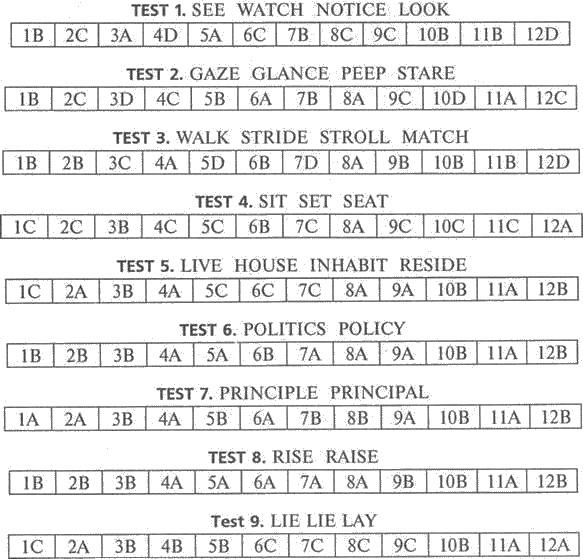 TEST 1. SEE WATCH NOTICE LOOK
1B 2C 3A 4D 5A 6C 7B 8C 9C 10B 11B 12D
TEST 2. GAZE GLANCE PEEP STARE
1B 2C 3D 4C 5B 6A 7B 8A 9C 10D 11A 12C
TEST 3. WALK STRIDE STROLL MATCH
1B 2B 3C 4A 5D 6B 7D 8A 9B 10B 11B 12D
TEST 4. SIT SET SEAT
1C 2C 3B 4C 5C 6B 7C 8A 9C 10C 11C 12A
TEST 5. LIVE HOUSE INHABIT RESIDE
1C 2A 3B 4A 5C 6C 7C 8A 9A 10B 11A 12B
TEST 6. POLITICS POLICY
1B 2B 3B 4A 5A 6B 7A 8A 9A 10B 11A 12B
TEST 7. PRINCIPLE PRINCIPAL
1A 2A 3B 4A 5B 6A 7B 8B 9A 10B 11A 12B
TEST 8. RISE RAISE
1B 2B 3B 4A 5A 6A 7A 8A 9B 10B 11A 12B
Test 9. LIE LIE LAY
1C 2A 3B 4B 5B 6C 7C 8C 9C 10B 11A 12A